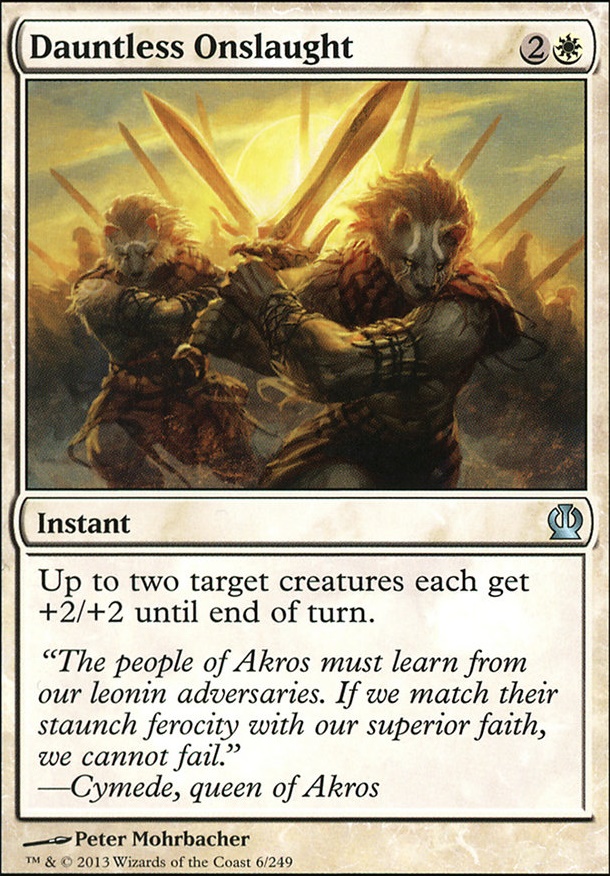 Dauntless Onslaught 2
Instant
Up to two target creatures each get
+2/+2 until end of turn.
“The people of Akros must learn from
our leonin adversaries. If we match their
staunch ferocity with our superior faith,
we cannot fail.”
—Cymede, queen of Akros
Peter Mohrbacher
™ & © 2013 Wizards of the Coast 6/249